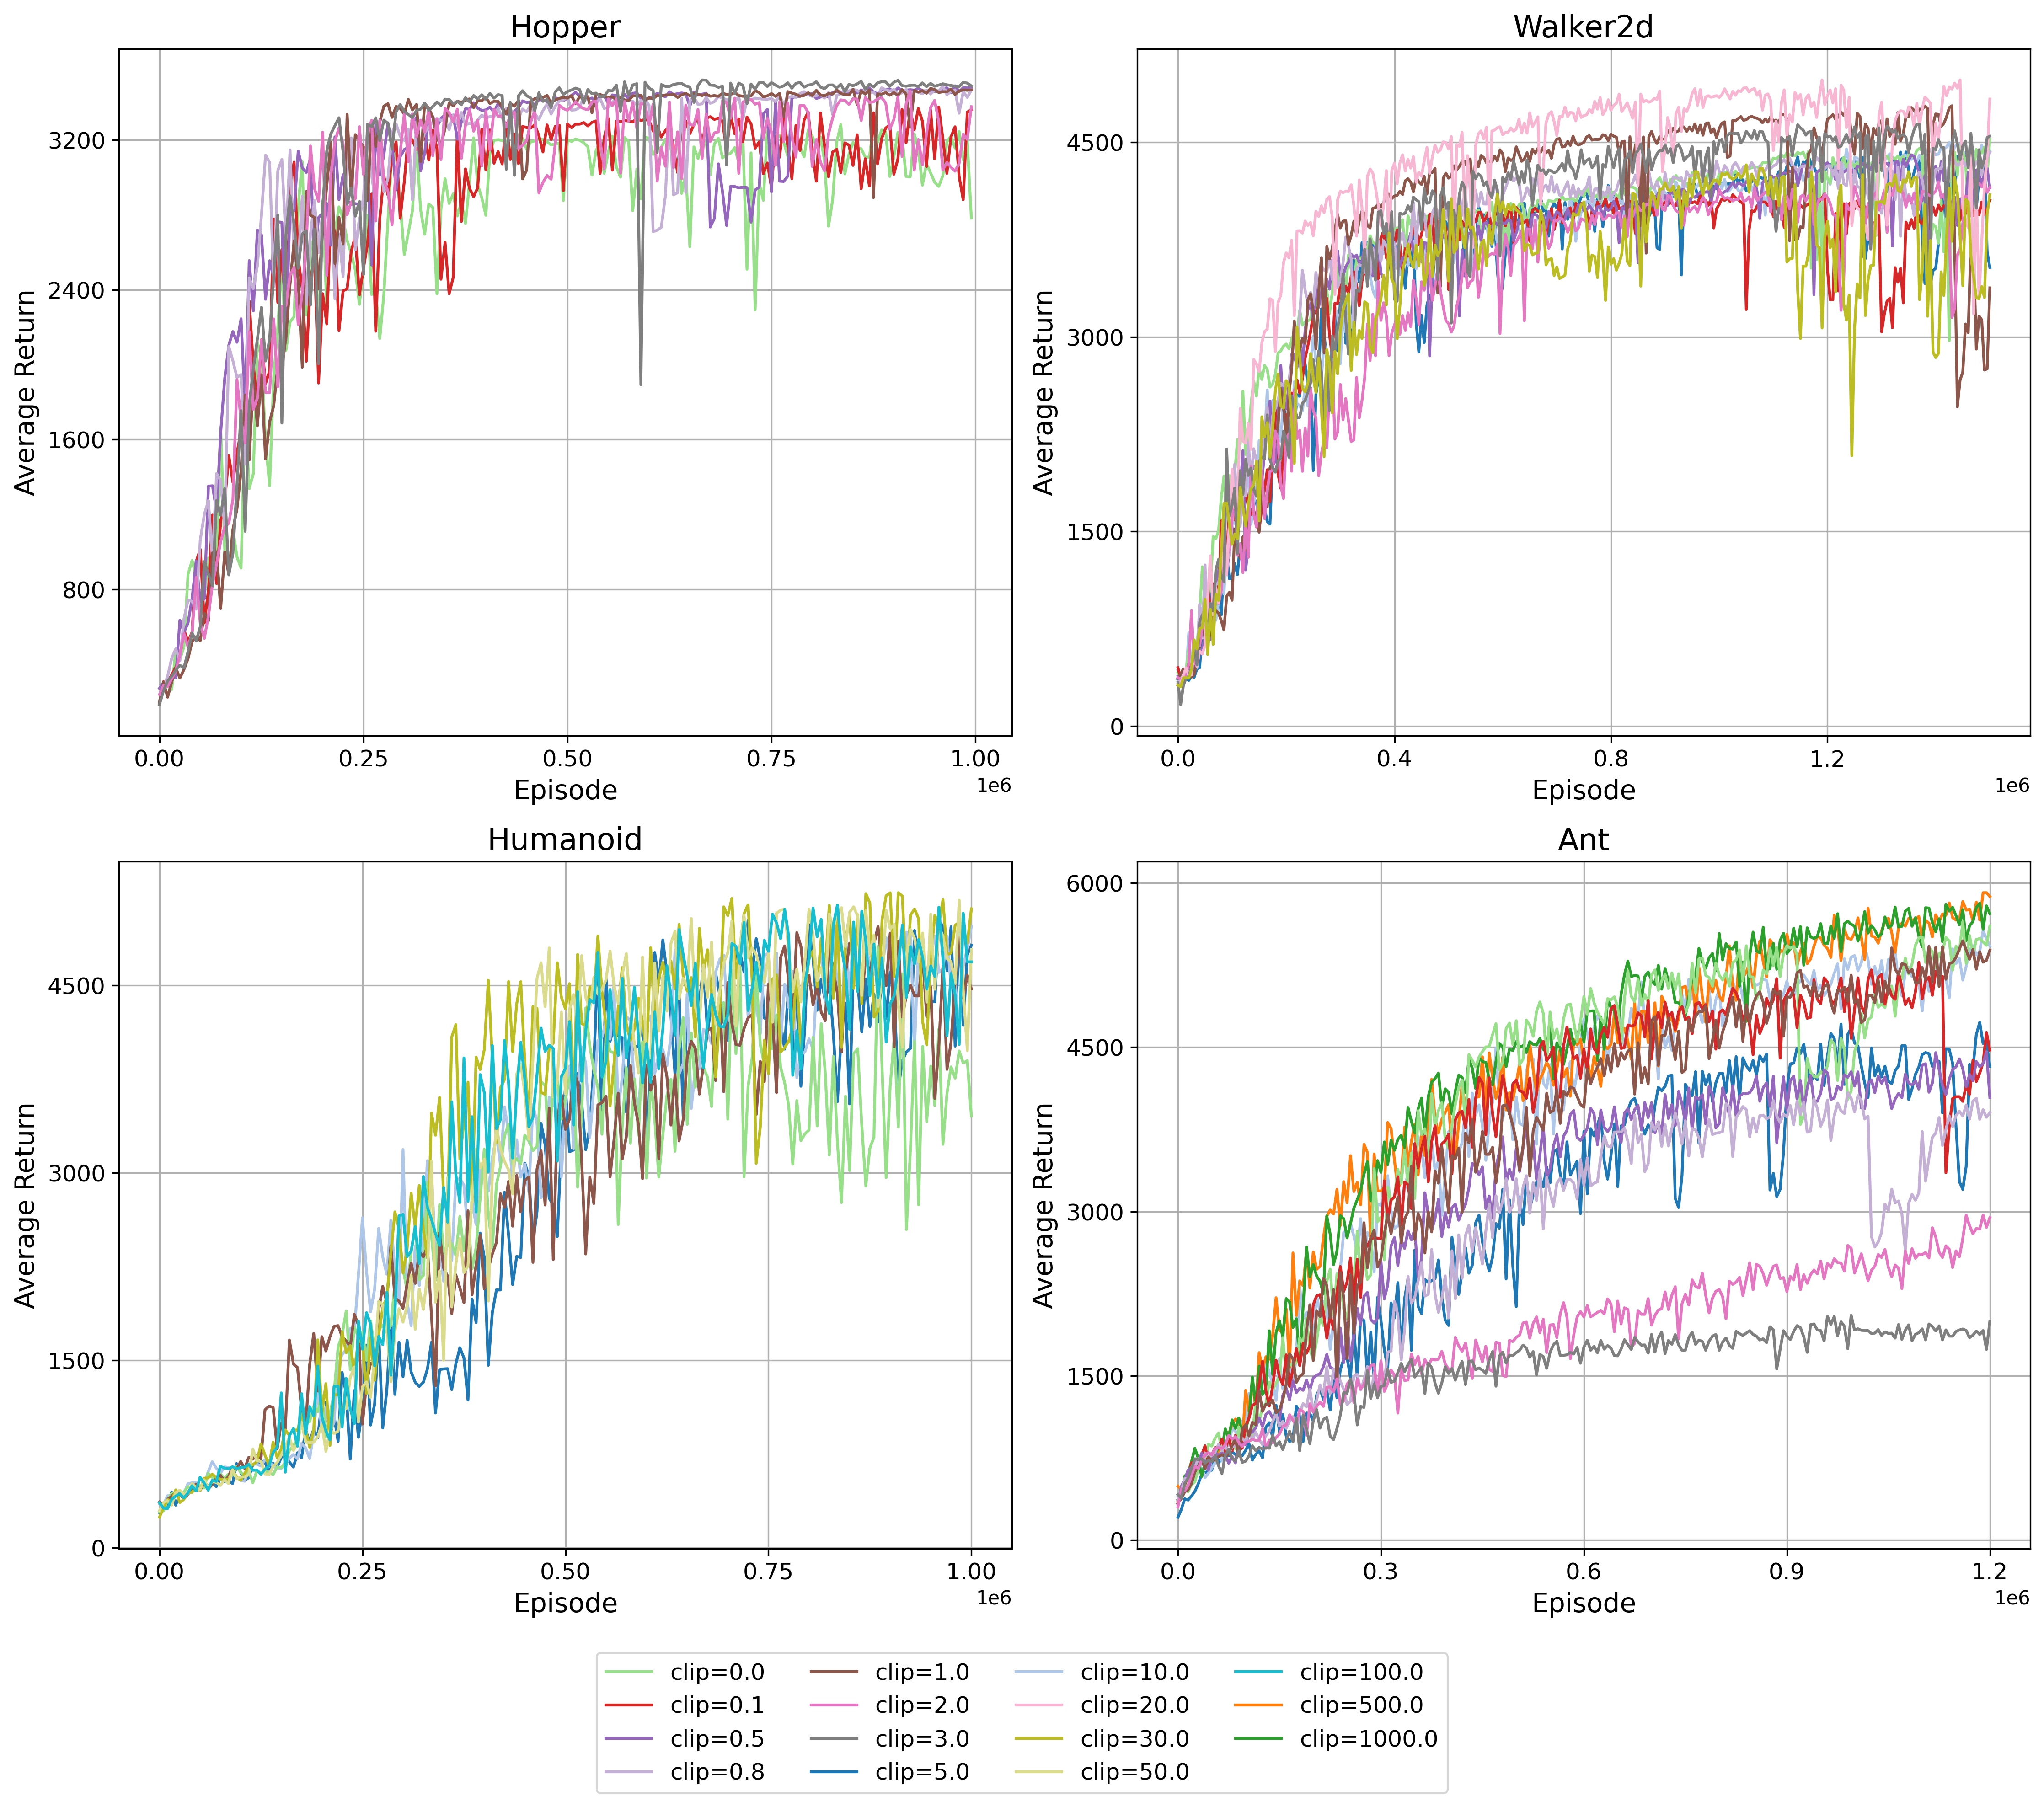 Hopper
Average Return
3200
2400
1600
800
0.00 0.25 0.50 0.75 1.00
1e6
Episode
Walker2d
Average Return
4500
3000
1500
0
0.0 0.4 0.8 1.2
1e6
Episode
Humanoid
Average Return
4500
3000
1500
0
0.00 0.25 0.50 0.75 1.00
1e6
Episode
Ant
Average Return
6000
4500
3000
1500
0
0.0 0.3 0.6 0.9 1.2
1e6
Episode
clip=0.0 clip=1.0 clip=10.0 clip=100.0
clip=0.1 clip=2.0 clip=20.0 clip=500.0
clip=0.5 clip=3.0 clip=30.0 clip=1000.0
clip=0.8 clip=5.0 clip=50.0